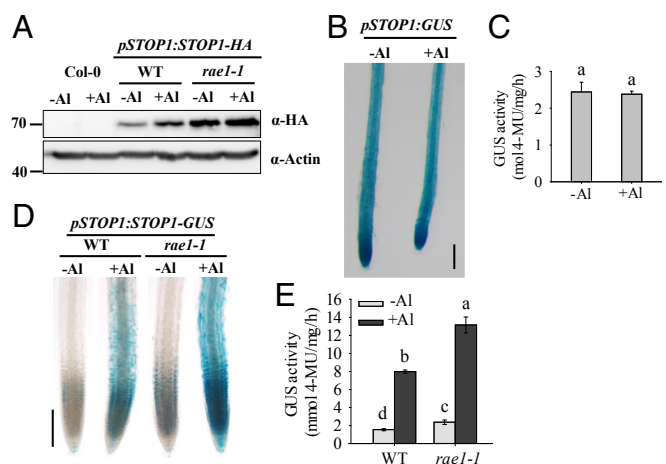 A
pSTOP1:STOP1-HA
Col-0 WT rae1-1
-Al +Al -Al +Al -Al +Al
70 α-HA
40 α-Actin
B
pSTOP1:GUS
-Al +Al
C
GUS activity
(mol 4-MU/mg/h)
3
2
1
0
a a
-Al +Al
D
pSTOP1:STOP1-GUS
WT rae1-1
-Al +Al -Al +Al
E
GUS activity
(mmol 4-MU/mg/h)
16
14
12
10
8
6
4
2
0
-Al
+Al
d b c a
WT rae1-1